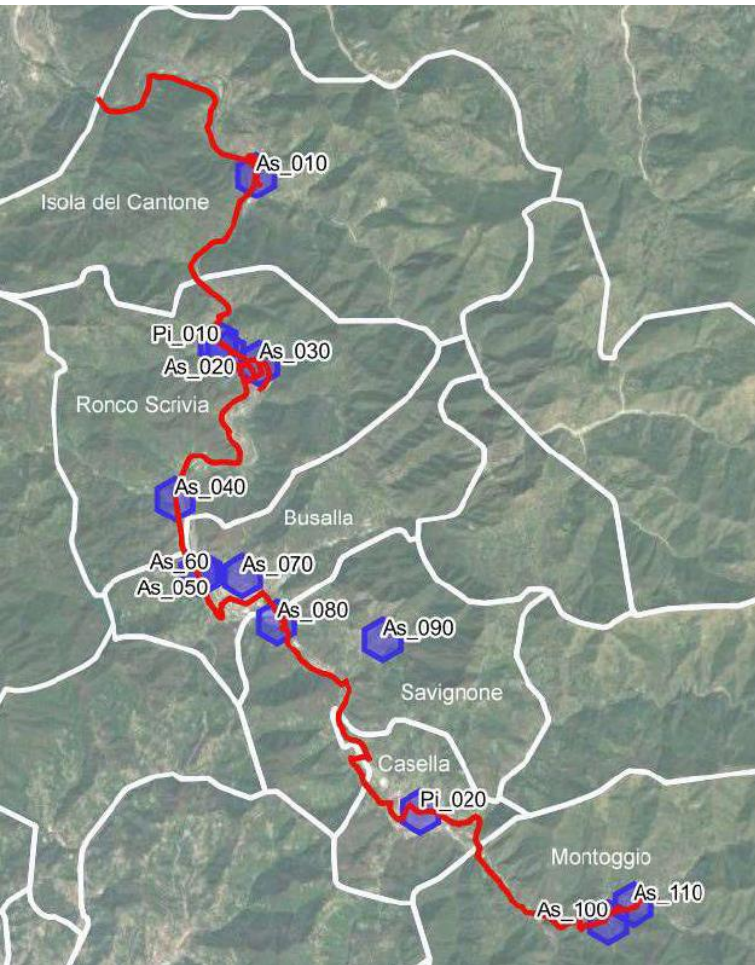 As_010
Isola del Cantone
Pi_010
As_030
As_020
Ronco Scrivia
As_040
Busalla
As_60
As_070
As_050
As_080
As_090
Savignone
Casella
Pi_020
Montoggio
As_110
As_100